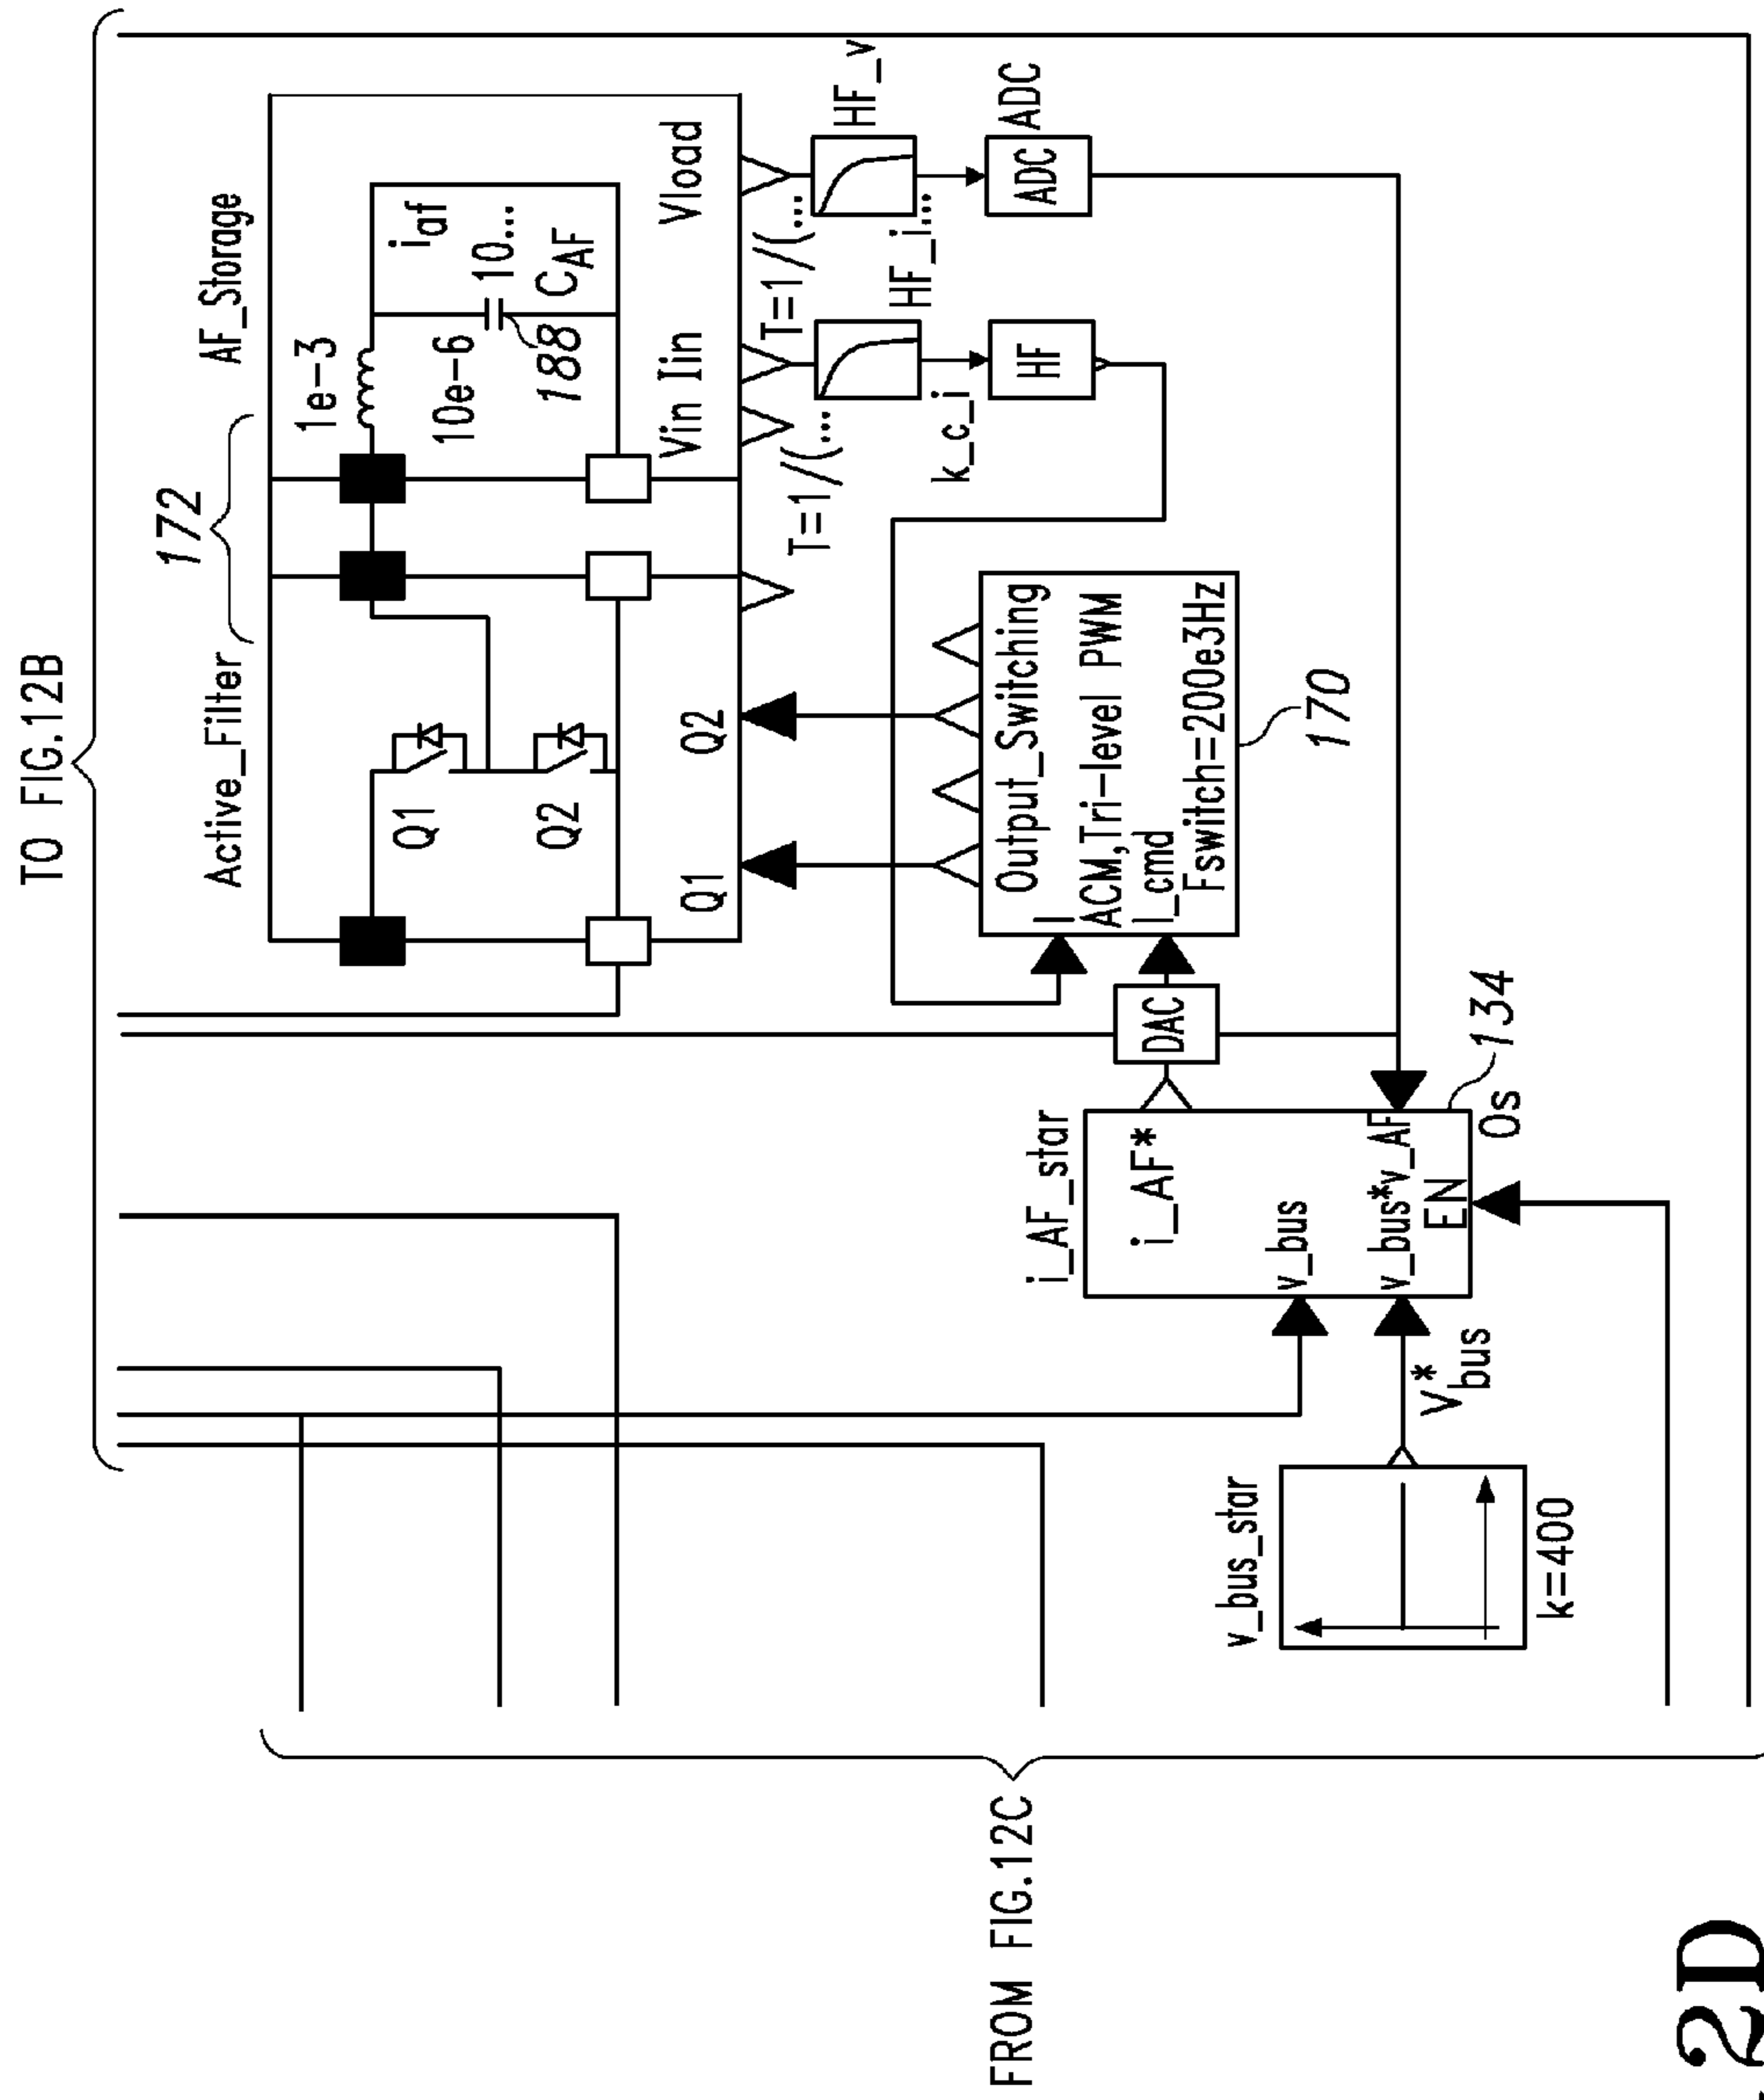 TO FIG.12B
172
Active_Filter
AF_Storage
1e-3
Q1
10e-6
iaf
10...
Q2
188
CAF
Q1
Q2
Vin
Iin
Vload
T=1//(...
T=1//(...
HF_v
HF_i...
k_c_i
HF
ADC
ADC
Output_Switching
I
ACM,Tri-level PWM
I_cmd
Fswitch=200e3Hz
170
DAC
i_AF_star
i_AF*
v_bus
v_bus*
v_AF
EN
0s
134
V*bus
v_bus_star
k=400
FROM FIG.12C
2D